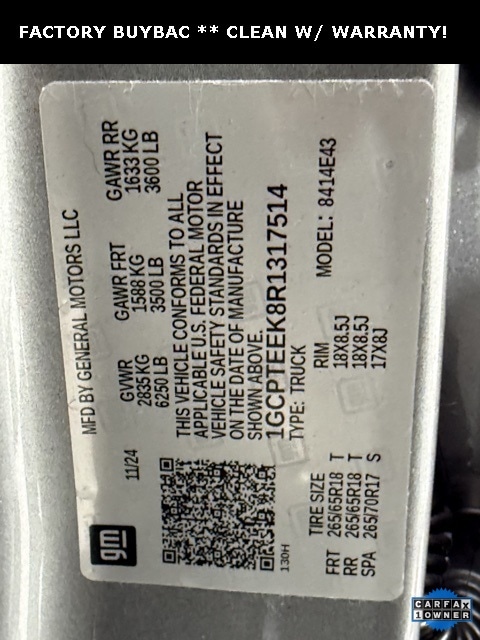 FACTORY BUYBAC ** CLEAN W/ WARRANTY!
MFD BY GENERAL MOTORS LLC
gm
11/24
GVWR GAWR FRT GAWR RR
2835 KG 1588 KG 1633 KG
6250 LB 3500 LB 3600 LB
THIS VEHICLE CONFORMS TO ALL
APPLICABLE U.S. FEDERAL MOTOR
VEHICLE SAFETY STANDARDS IN EFFECT
ON THE DATE OF MANUFACTURE
SHOWN ABOVE.
1GCPTEEK8R1317514
130H
TYPE: TRUCK MODEL: 8414E43
TIRE SIZE RIM
FRT 265/65R18 T 18X8.5J
RR 265/65R18 T 18X8.5J
SPA 265/70R17 S 17X8J
CARFAX
1 OWNER